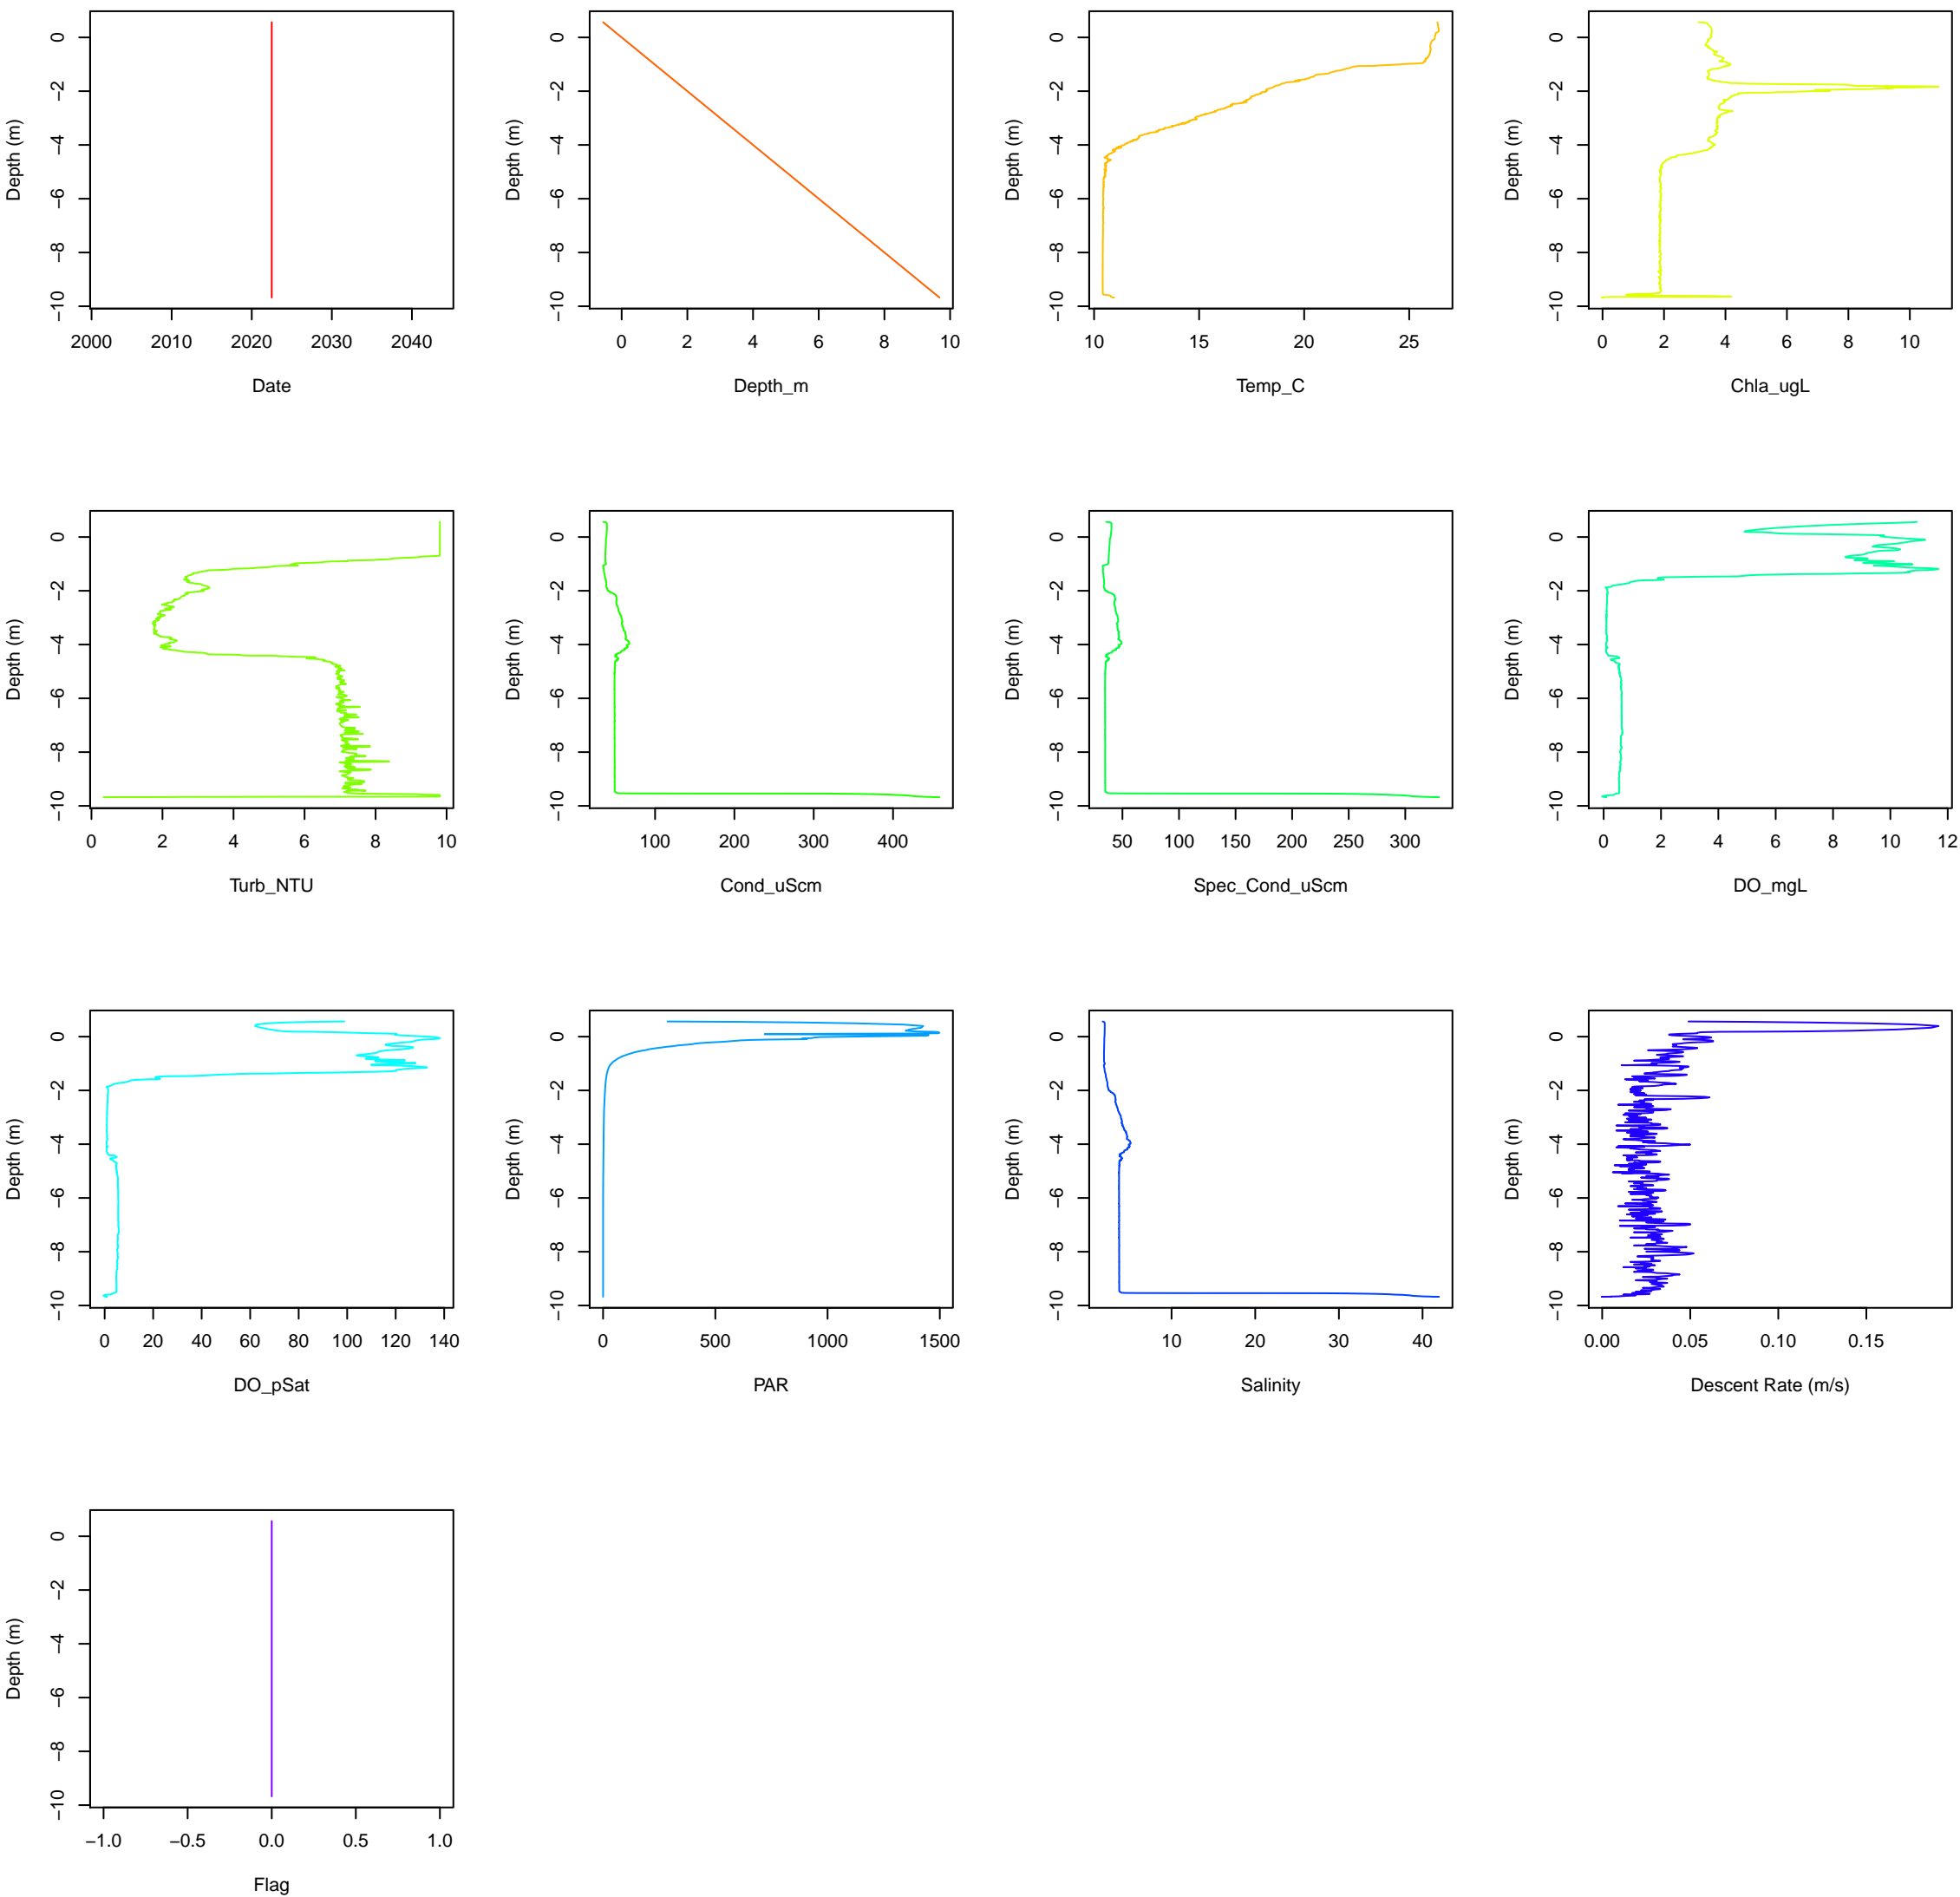 Depth (m)
0
−2
−4
−6
−8
−10
2000 2010 2020 2030 2040
Date
Depth (m)
0
−2
−4
−6
−8
−10
0 2 4 6 8 10
Depth_m
Depth (m)
0
−2
−4
−6
−8
−10
10 15 20 25
Temp_C
Depth (m)
0
−2
−4
−6
−8
−10
0 2 4 6 8 10
Chla_ugL
Depth (m)
0
−2
−4
−6
−8
−10
0 2 4 6 8 10
Turb_NTU
Depth (m)
0
−2
−4
−6
−8
−10
100 200 300 400
Cond_uScm
Depth (m)
0
−2
−4
−6
−8
−10
50 100 150 200 250 300
Spec_Cond_uScm
Depth (m)
0
−2
−4
−6
−8
−10
0 2 4 6 8 10 12
DO_mgL
Depth (m)
0
−2
−4
−6
−8
−10
0 20 40 60 80 100 120 140
DO_pSat
Depth (m)
0
−2
−4
−6
−8
−10
0 500 1000 1500
PAR
Depth (m)
0
−2
−4
−6
−8
−10
10 20 30 40
Salinity
Depth (m)
0
−2
−4
−6
−8
−10
0.00 0.05 0.10 0.15
Descent Rate (m/s)
Depth (m)
0
−2
−4
−6
−8
−10
−1.0 −0.5 0.0 0.5 1.0
Flag